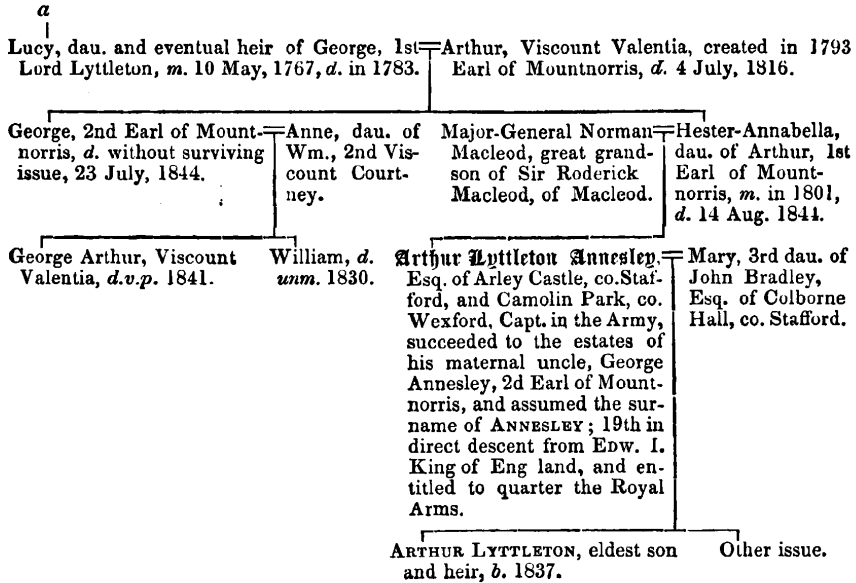 a
Lucy, dau. and eventual heir of George, 1st
Lord Lyttleton, m. 10 May, 1767, d. in 1783.
Arthur, Viscount Valentia, created in 1793
Earl of Mountnorris, d. 4 July, 1816.
George, 2nd Earl of Mount-
norris, d. without surviving
issue, 23 July, 1844.
Anne, dau. of
Wm., 2nd Vis-
count Court-
ney.
Major-General Norman
Macleod, great grand-
son of Sir Roderick
Macleod, of Macleod.
Hester-Annabella,
dau. of Arthur, 1st
Earl of Mount-
norris, m. in 1801,
d. 14 Aug. 1844.
George Arthur, Viscount
Valentia, d.v.p. 1841.
William, d.
unm. 1830.
Arthur Lyttleton Annesley,
Esq. of Arley Castle, co.Staf-
ford, and Camolin Park, co.
Wexford, Capt. in the Army,
succeeded to the estates of
his maternal uncle, George
Annesley, 2d Earl of Mount-
norris, and assumed the sur-
name of ANNESLEY; 19th in
direct descent from EDW. I.
King of Eng land, and en-
titled to quarter the Royal
Arms.
Mary, 3rd dau. of
John Bradley,
Esq. of Colborne
Hall, co. Stafford.
ARTHUR LYTTLETON, eldest son
and heir, b. 1837.
Other issue.